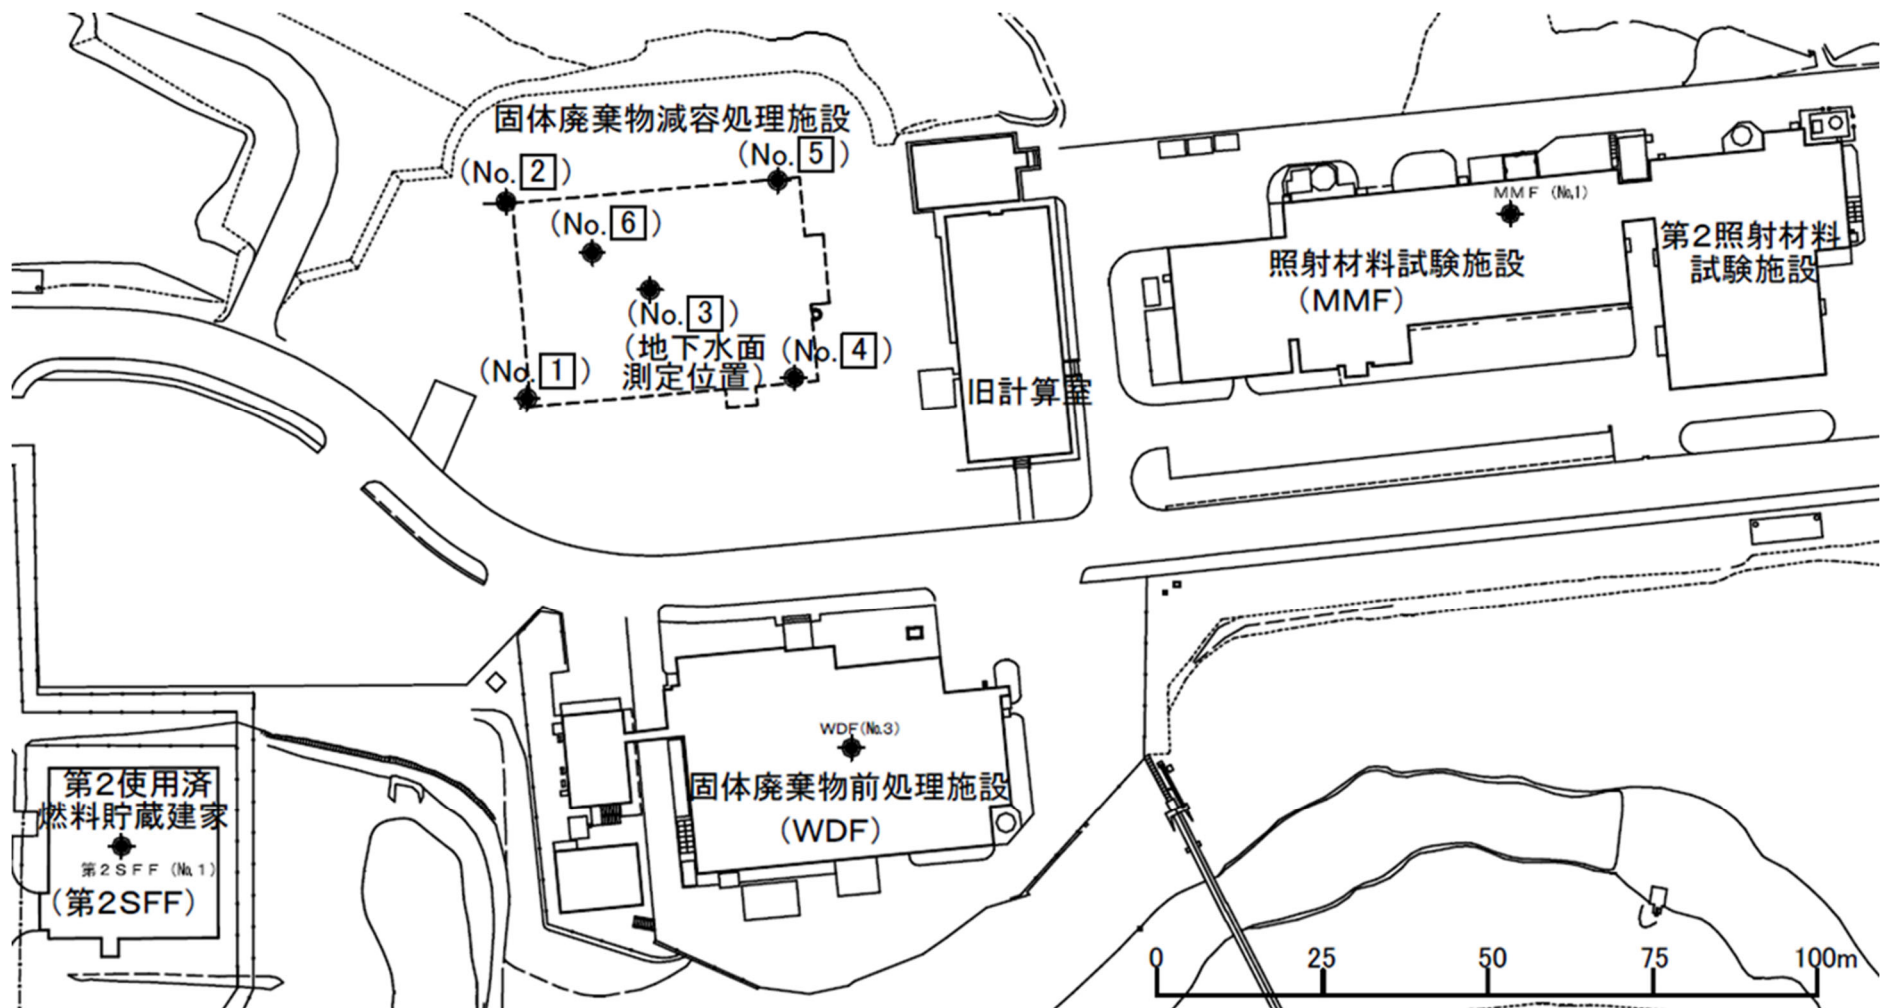 固体廃棄物減容処理施設
(No.5)
(No.2)
(No.6)
(No.3)
(地下水面
測定位置)
(No.4)
(No.1)
旧計算室
MMF (No.1)
照射材料試験施設
(MMF)
第2照射材料
試験施設
WDF(No.3)
固体廃棄物前処理施設
(WDF)
第2使用済
燃料貯蔵建家
第2SFF (No.1)
(第2SFF)
0 25 50 75 100m